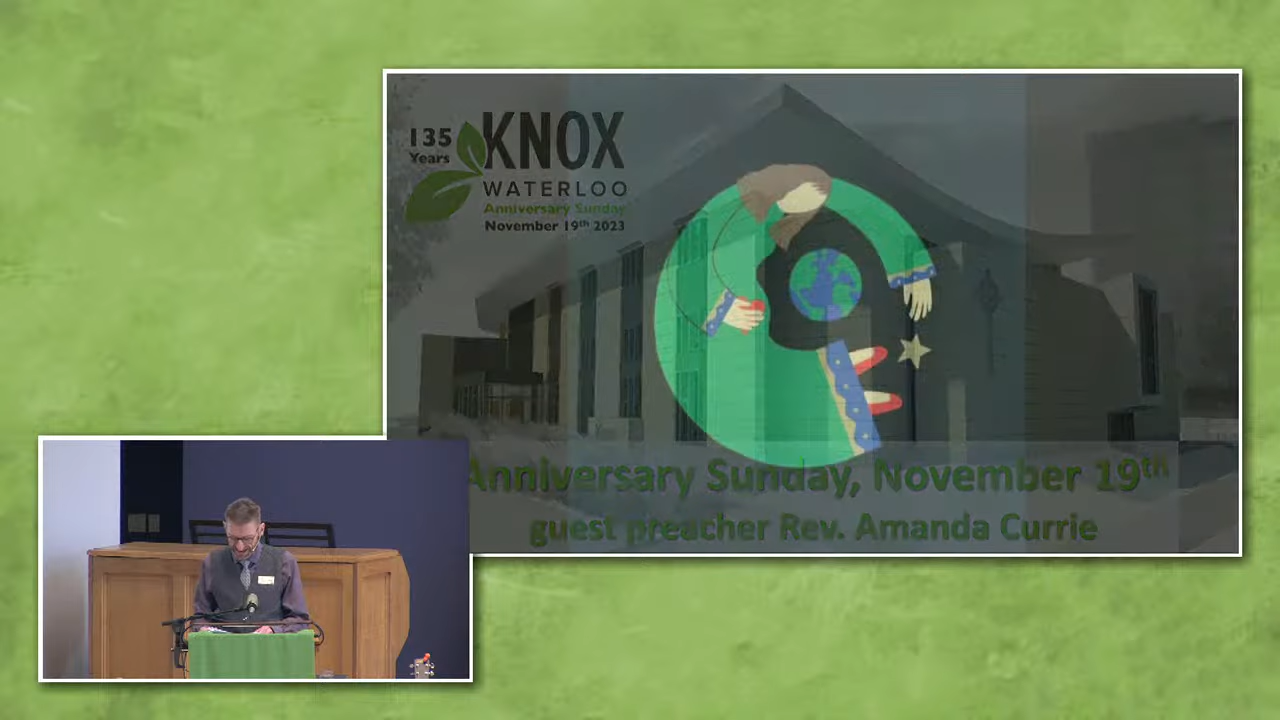 135
Years
KNOX
WATERLOO
Anniversary Sunday
November 19th 2023
Anniversary Sunday, November 19th
guest preacher Rev. Amanda Currie